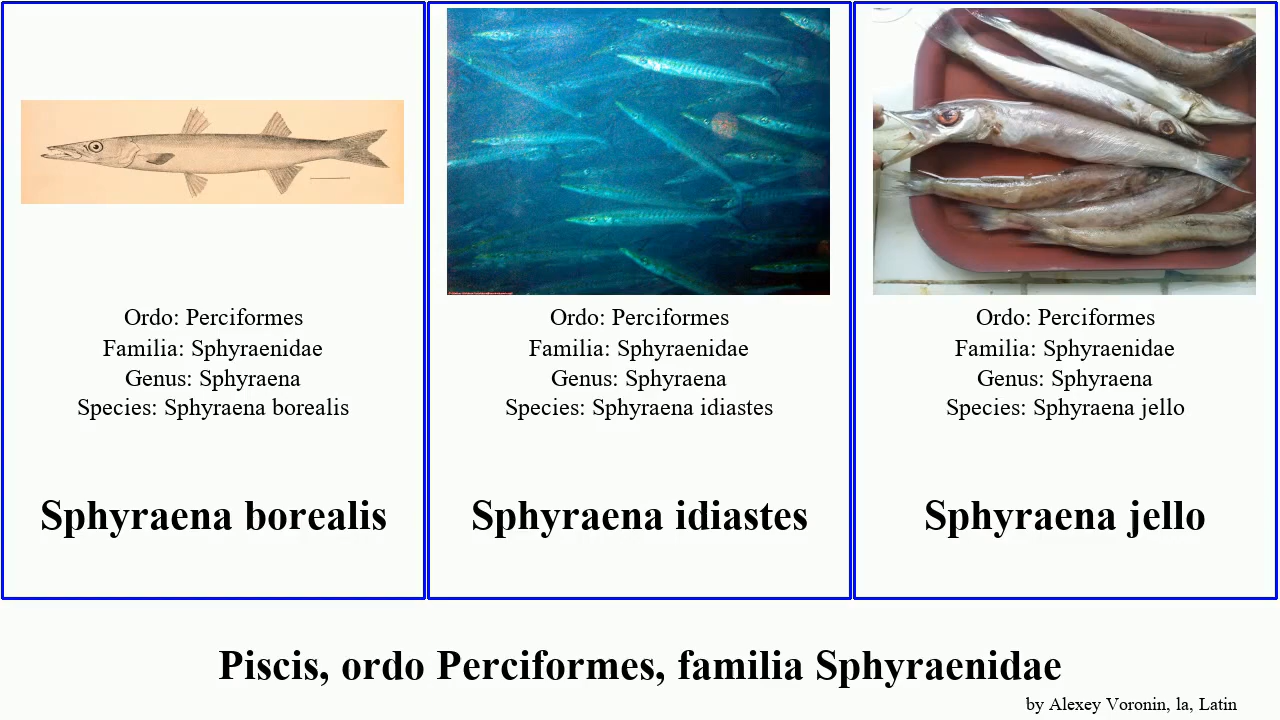 Ordo: Perciformes
Familia: Sphyraenidae
Genus: Sphyraena
Species: Sphyraena borealis
Sphyraena borealis
Ordo: Perciformes
Familia: Sphyraenidae
Genus: Sphyraena
Species: Sphyraena idiastes
Sphyraena idiastes
Ordo: Perciformes
Familia: Sphyraenidae
Genus: Sphyraena
Species: Sphyraena jello
Sphyraena jello
Piscis, ordo Perciformes, familia Sphyraenidae
by Alexey Voronin, la, Latin